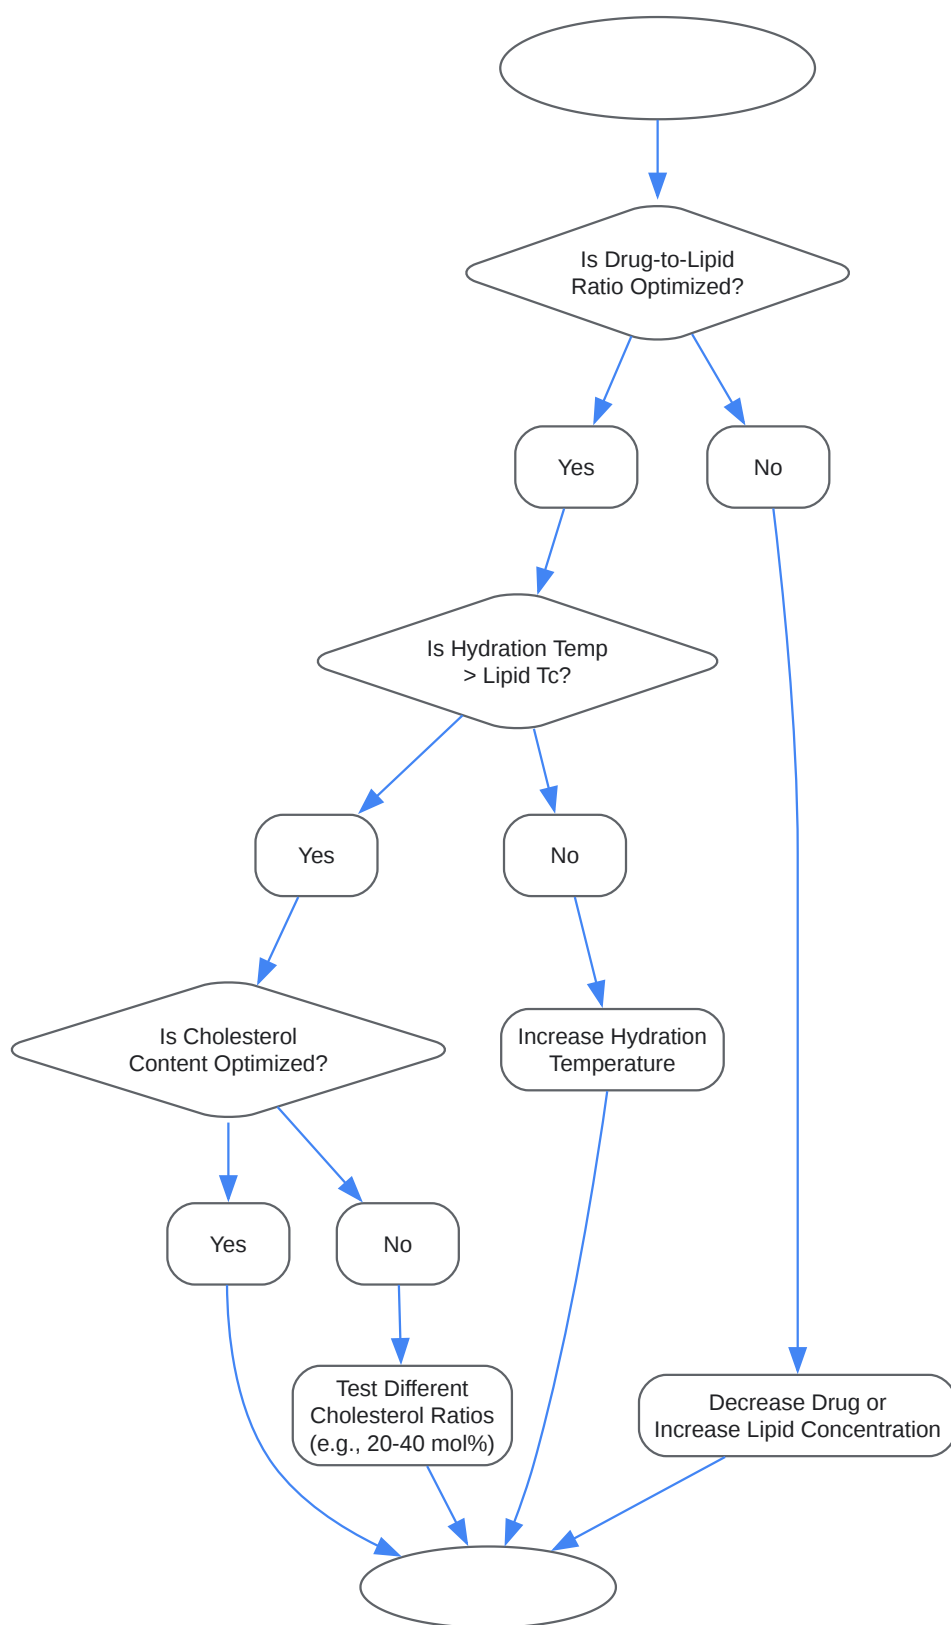 Is Drug-to-Lipid
Ratio Optimized?
Yes
No
Is Hydration Temp
> Lipid Tc?
Yes
No
Is Cholesterol
Content Optimized?
Increase Hydration
Temperature
Yes
No
Test Different
Cholesterol Ratios
(e.g., 20-40 mol%)
Decrease Drug or
Increase Lipid Concentration